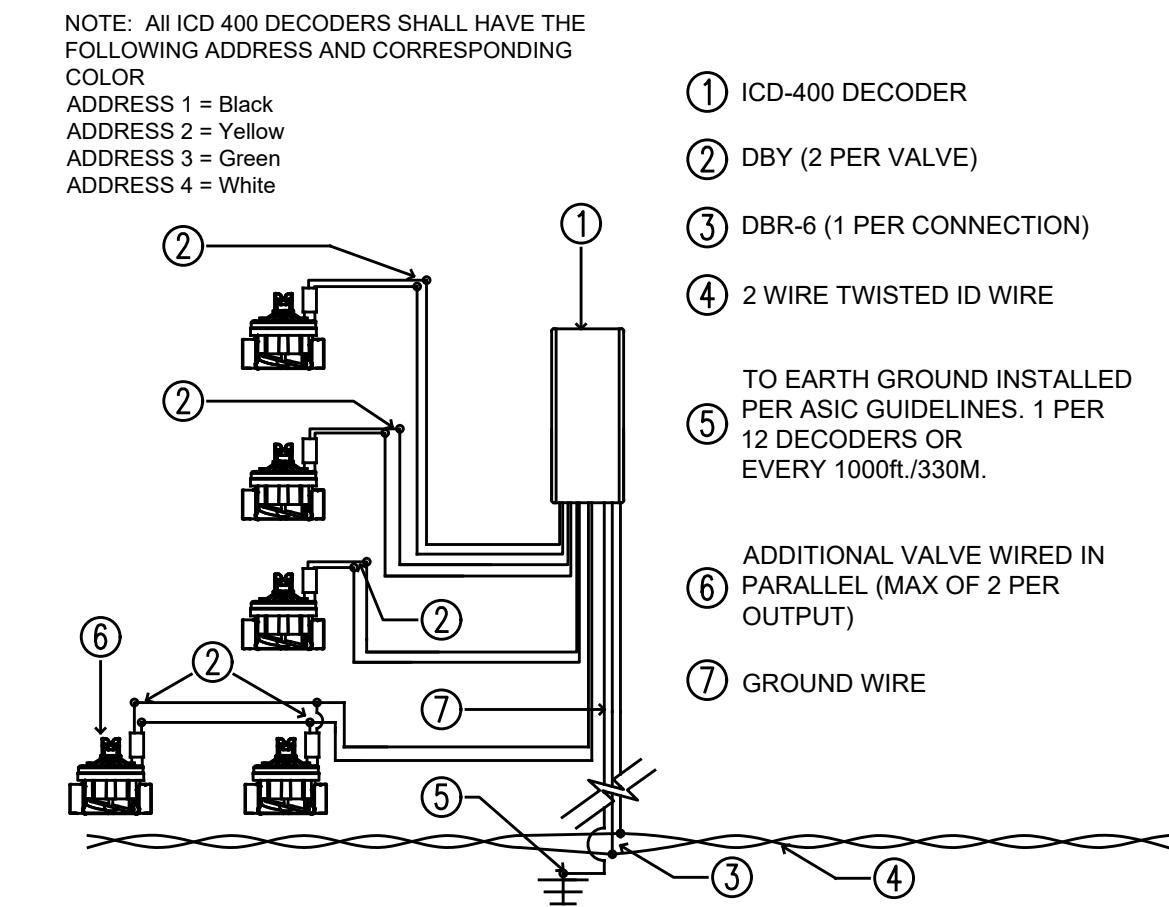 NOTE: All ICD 400 DECODERS SHALL HAVE THE
FOLLOWING ADDRESS AND CORRESPONDING
COLOR
ADDRESS 1 = Black
ADDRESS 2 = Yellow
ADDRESS 3 = Green
ADDRESS 4 = White
1 ICD-400 DECODER
2 DBY (2 PER VALVE)
3 DBR-6 (1 PER CONNECTION)
4 2 WIRE TWISTED ID WIRE
5 TO EARTH GROUND INSTALLED
PER ASIC GUIDELINES. 1 PER
12 DECODERS OR
EVERY 1000ft./330M.
6 ADDITIONAL VALVE WIRED IN
PARALLEL (MAX OF 2 PER
OUTPUT)
7 GROUND WIRE
1
2
2
2
6
2
7
5
3
4